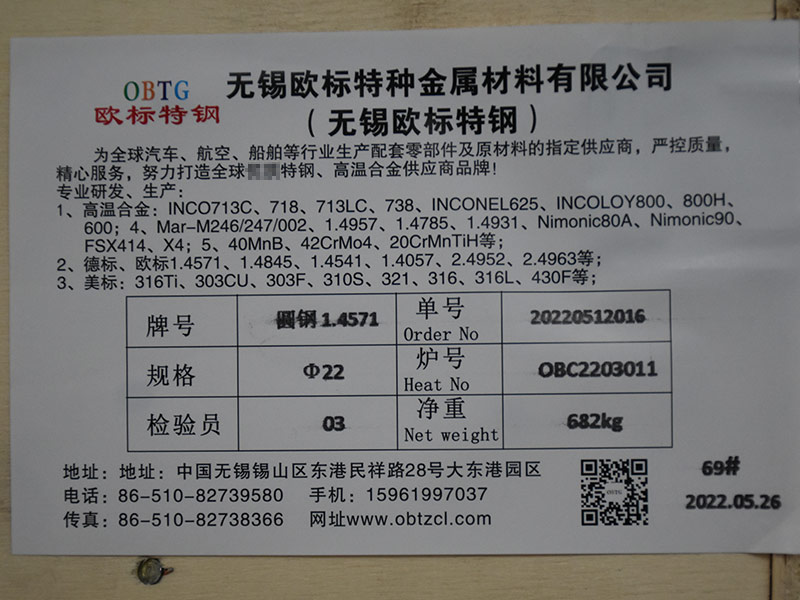 OBTG
欧标特钢
无锡欧标特种金属材料有限公司
（无锡欧标特钢）
为全球汽车、航空、船舶等行业生产配套零部件及原材料的指定供应商，严控质量，
精心服务，努力打造全球特钢、高温合金供应商品牌！
专业研发、生产：
1、高温合金：INCO713C、718、713LC、738、INCONEL625、INCOLOY800、800H、
600；4、Mar-M246/247/002、1.4957、1.4785、1.4931、Nimonic80A、Nimonic90、
FSX414、X4；5、40MnB、42CrMo4、20CrMnTiH等；
2、德标、欧标1.4571、1.4845、1.4541、1.4057、2.4952、2.4963等；
3、美标：316Ti、303CU、303F、310S、321、316、316L、430F等；
牌号 圆钢1.4571 单号 Order No 20220512016
规格 Φ22 炉号 Heat No OBC2203011
检验员 03 净重 Net weight 682kg
地址：地址：中国无锡锡山区东港民祥路28号大东港园区
电话：86-510-82739580 手机：15961997037
传真：86-510-82738366 网址www.obtzcl.com
OBTG
69#
2022.05.26